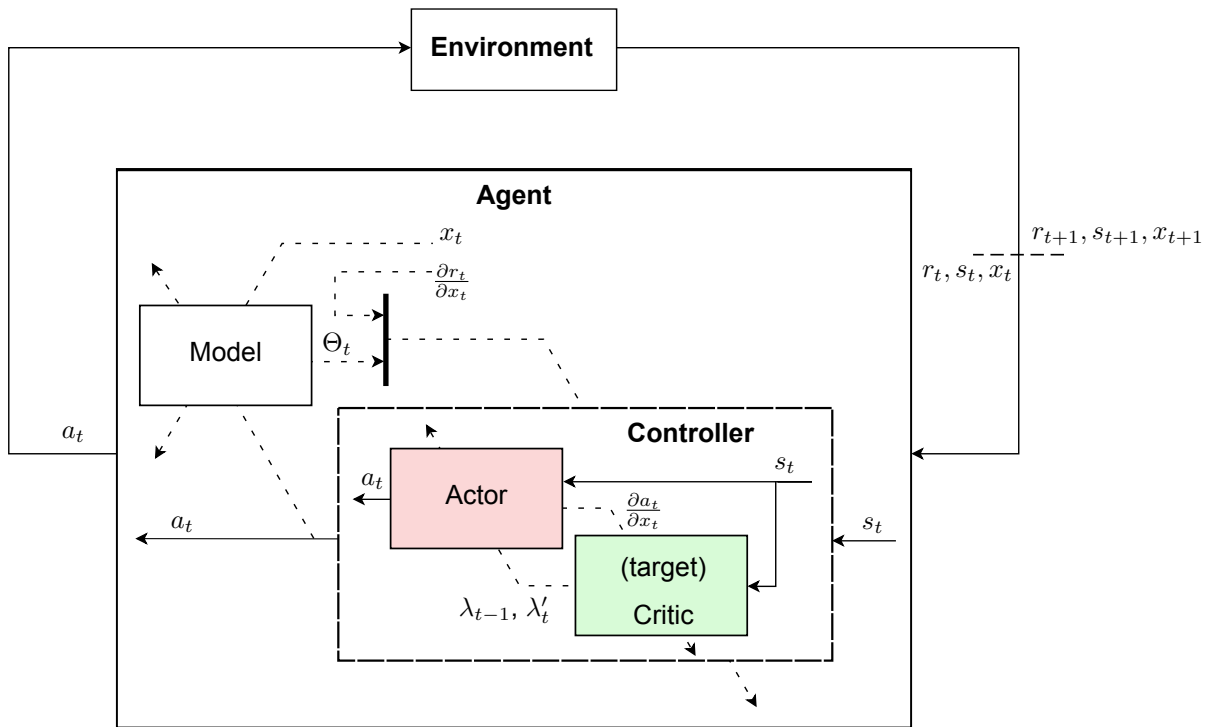 Environment
Agent
x_t
r_{t+1}, s_{t+1}, x_{t+1}
∂r_t/∂x_t
r_t, s_t, x_t
Model
Θ_t
a_t
Controller
s_t
a_t
Actor
∂a_t/∂x_t
a_t
s_t
(target)
Critic
λ_{t−1}, λ′_t